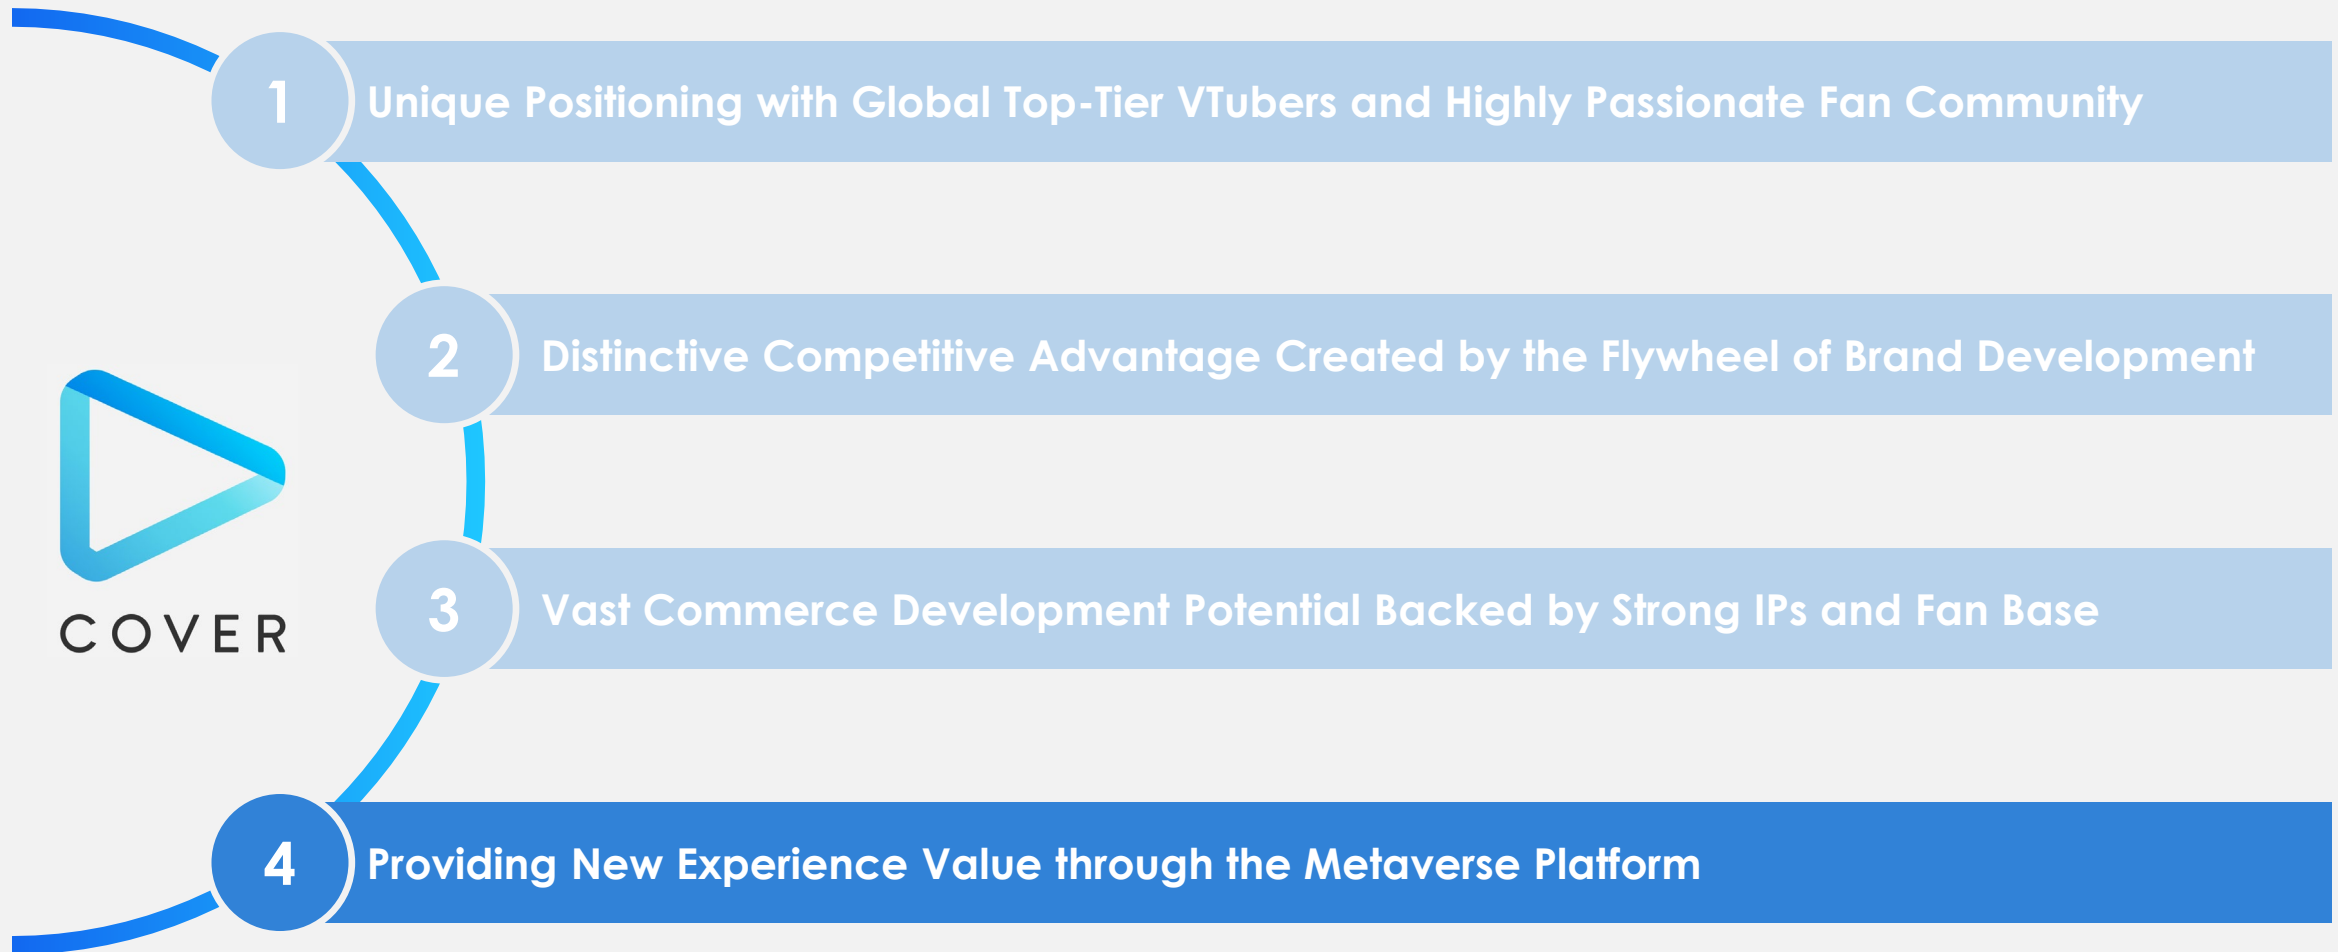 1
Unique Positioning with Global Top-Tier VTubers and Highly Passionate Fan Community
2
Distinctive Competitive Advantage Created by the Flywheel of Brand Development
COVER
3
Vast Commerce Development Potential Backed by Strong IPs and Fan Base
4
Providing New Experience Value through the Metaverse Platform